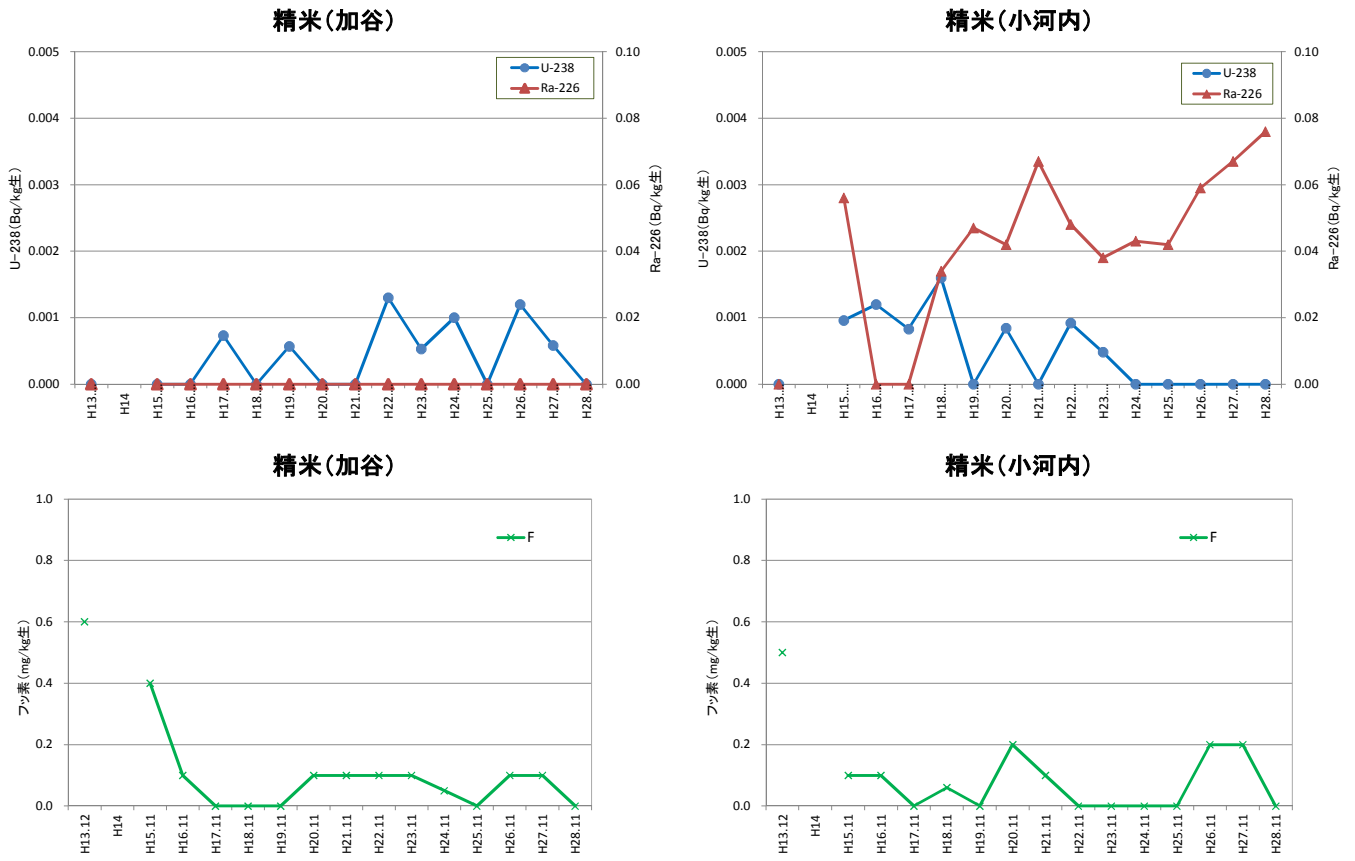 精米(加谷)
0.005
0.004
0.003
0.002
0.001
0.000
U-238(Bq/kg生)
0.10
0.08
0.06
0.04
0.02
0.00
Ra-226(Bq/kg生)
U-238
Ra-226
H13...
H14
H15...
H16...
H17...
H18...
H19...
H20...
H21...
H22...
H23...
H24...
H25...
H26...
H27...
H28...
精米(小河内)
0.005
0.004
0.003
0.002
0.001
0.000
U-238(Bq/kg生)
0.10
0.08
0.06
0.04
0.02
0.00
Ra-226(Bq/kg生)
U-238
Ra-226
H13...
H14
H15...
H16...
H17...
H18...
H19...
H20...
H21...
H22...
H23...
H24...
H25...
H26...
H27...
H28...
精米(加谷)
1.0
0.8
0.6
0.4
0.2
0.0
フッ素(mg/kg生)
F
H13.12
H14
H15.11
H16.11
H17.11
H18.11
H19.11
H20.11
H21.11
H22.11
H23.11
H24.11
H25.11
H26.11
H27.11
H28.11
精米(小河内)
1.0
0.8
0.6
0.4
0.2
0.0
フッ素(mg/kg生)
F
H13.12
H14
H15.11
H16.11
H17.11
H18.11
H19.11
H20.11
H21.11
H22.11
H23.11
H24.11
H25.11
H26.11
H27.11
H28.11